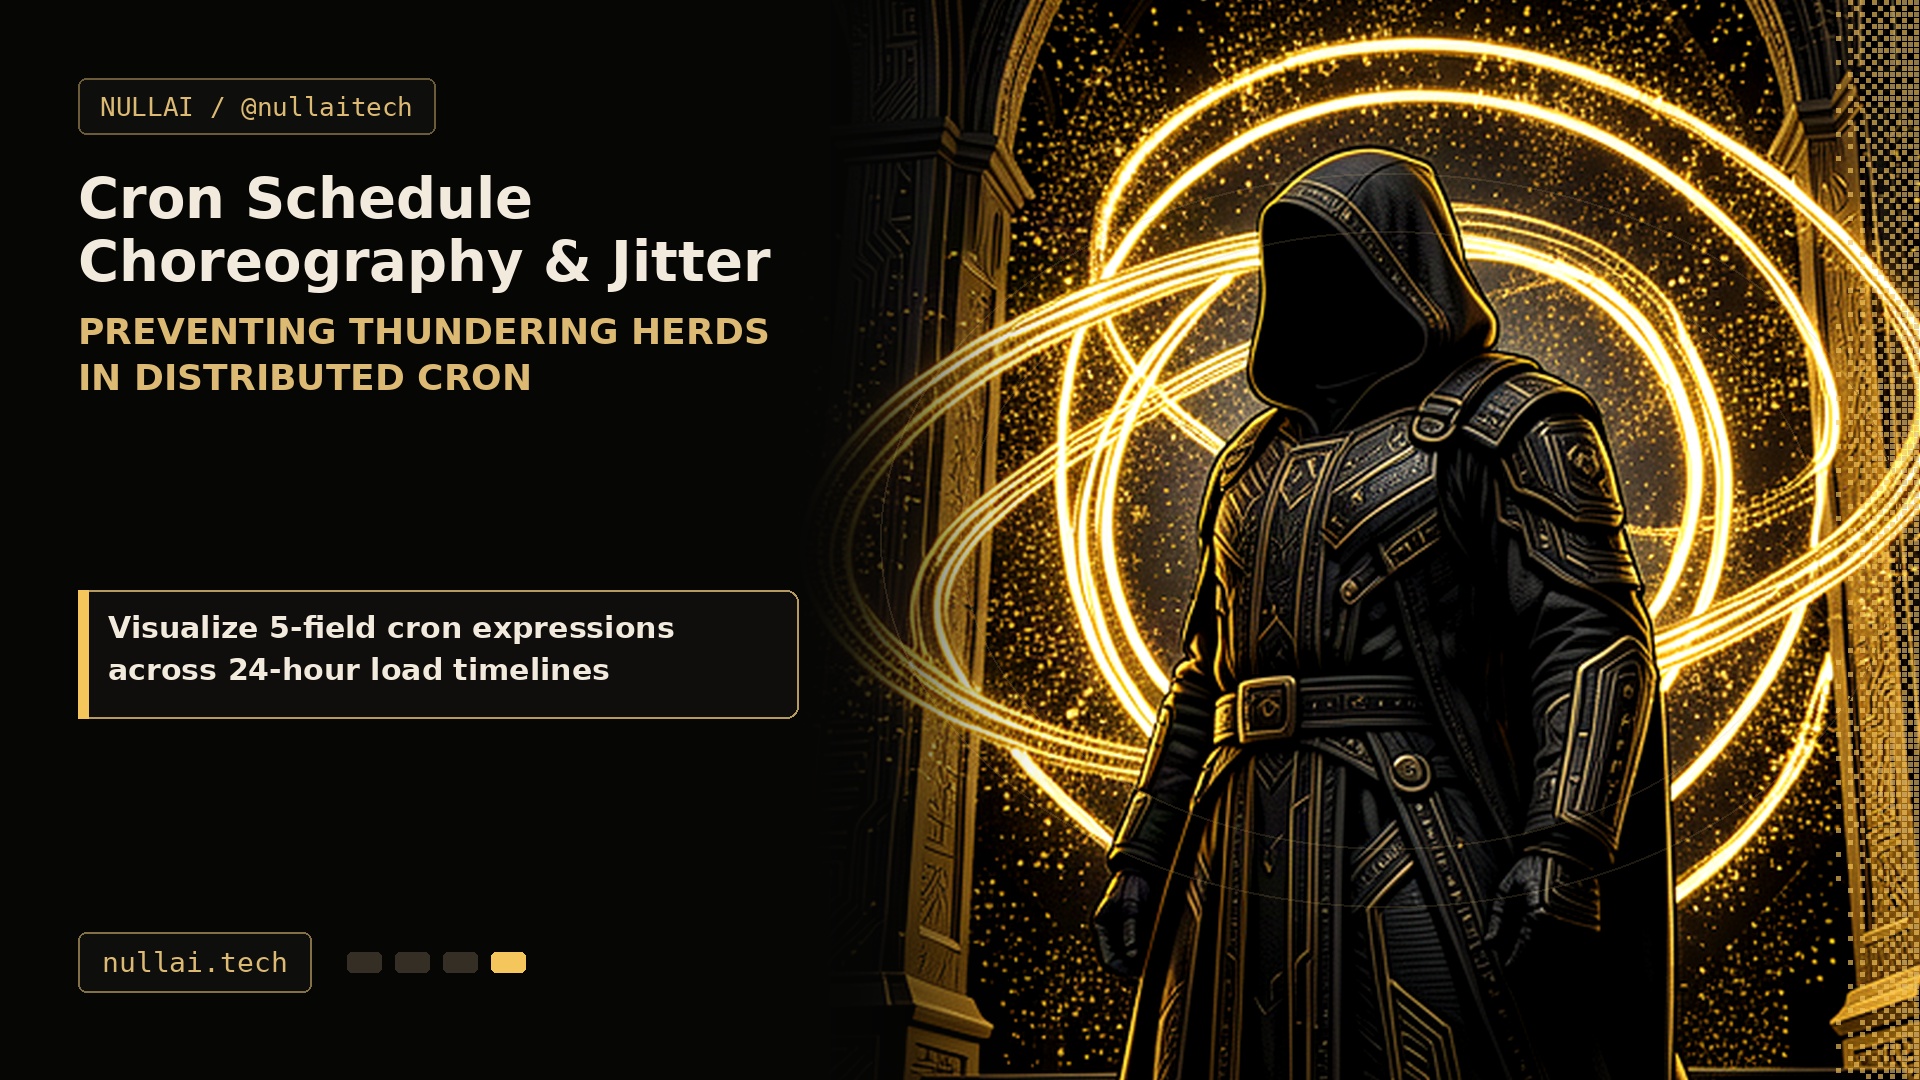 NULLAI / @nullaitech
Cron Schedule
Choreography & Jitter
PREVENTING THUNDERING HERDS
IN DISTRIBUTED CRON
Visualize 5-field cron expressions
across 24-hour load timelines
nullai.tech